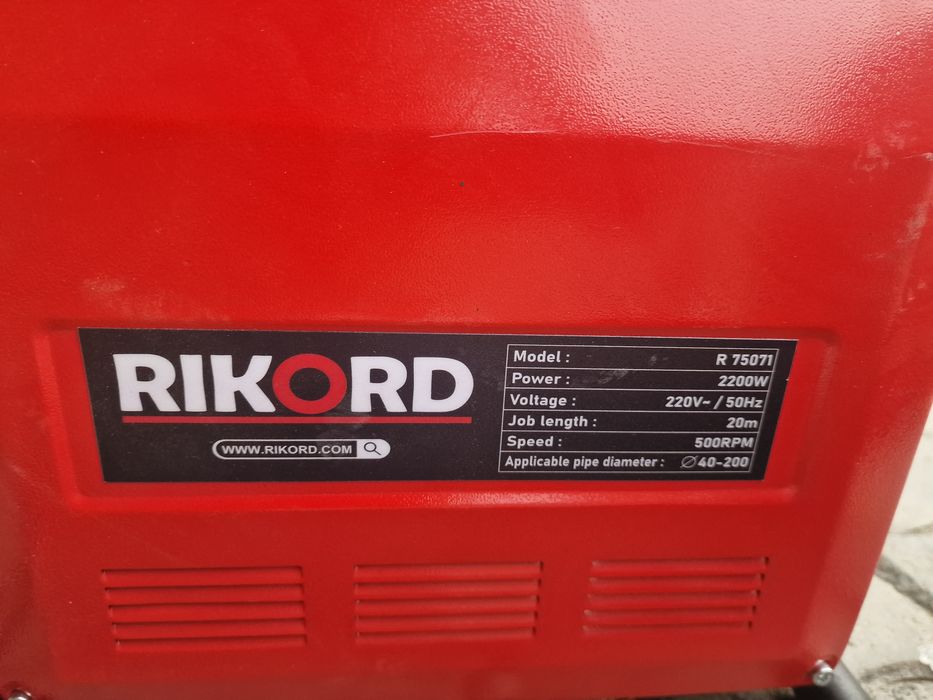 RIKORD
WWW.RIKORD.COM
Model : R 75071
Power : 2200W
Voltage : 220V~ / 50Hz
Job length : 20m
Speed : 500RPM
Applicable pipe diameter : ∅40-200